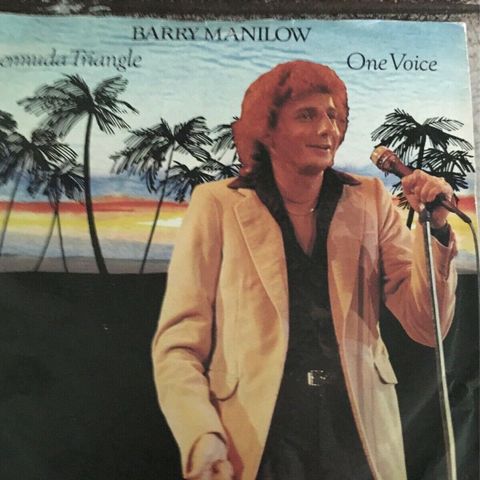 BARRY MANILOW
ermuda Triangle
One Voice